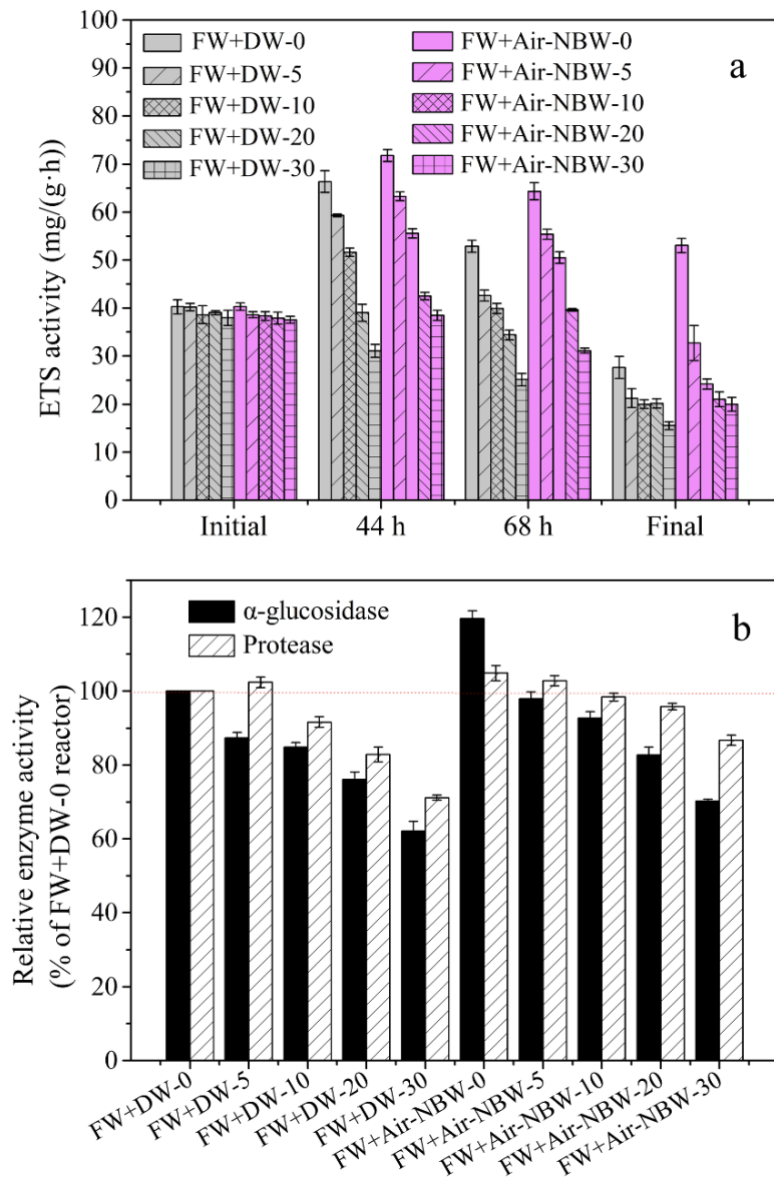 a
FW+DW-0
FW+DW-5
FW+DW-10
FW+DW-20
FW+DW-30
FW+Air-NBW-0
FW+Air-NBW-5
FW+Air-NBW-10
FW+Air-NBW-20
FW+Air-NBW-30
ETS activity (mg/(g·h))
100
90
80
70
60
50
40
30
20
10
0
Initial 44 h 68 h Final
b
α-glucosidase
Protease
Relative enzyme activity
(% of FW+DW-0 reactor)
120
100
80
60
40
20
0
FW+DW-0
FW+DW-5
FW+DW-10
FW+DW-20
FW+DW-30
FW+Air-NBW-0
FW+Air-NBW-5
FW+Air-NBW-10
FW+Air-NBW-20
FW+Air-NBW-30